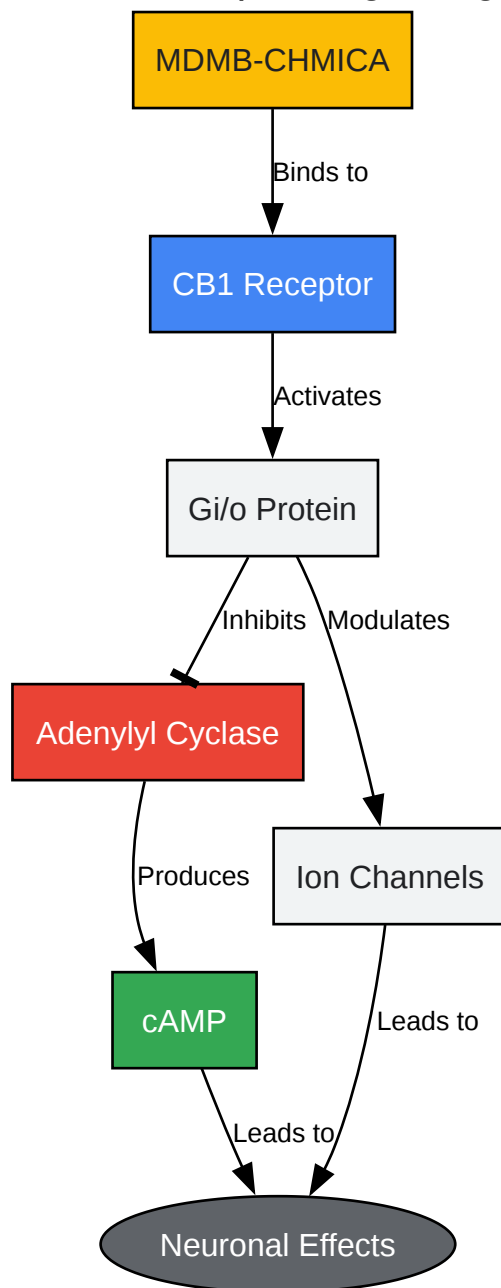 MDMB-CHMICA
Binds to
CB1 Receptor
Activates
Gi/o Protein
Inhibits
Modulates
Adenylyl Cyclase
Produces
Ion Channels
cAMP
Leads to
Leads to
Neuronal Effects